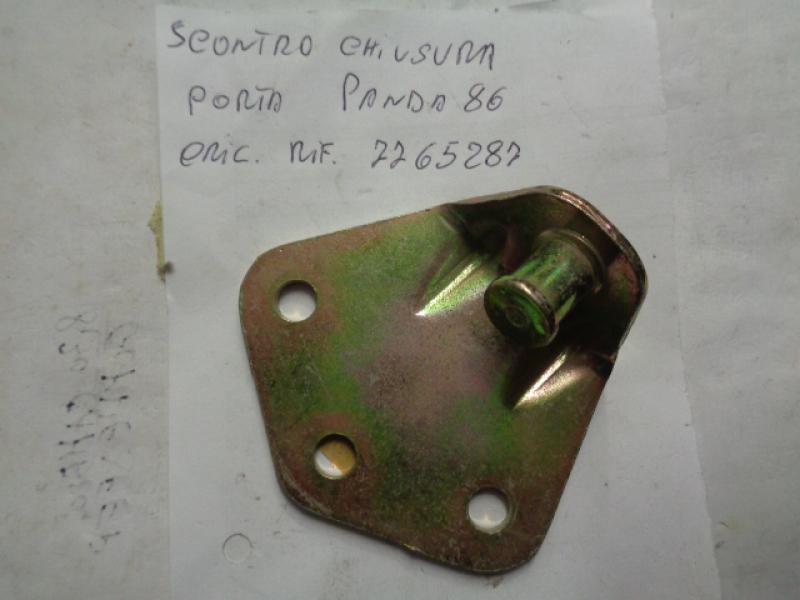 SCONTRO CHIUSURA
PORTA PANDA 86
ORIG. RIF. 7765287